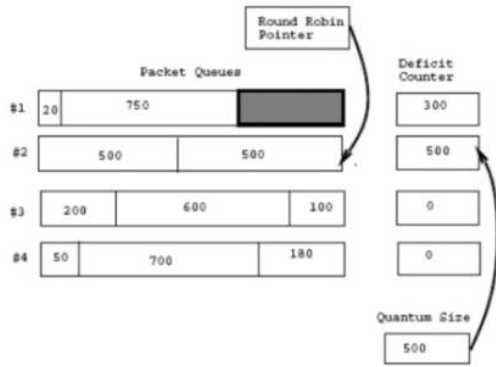 Round Robin
Pointer
Packet Queues
Deficit
Counter
#1 20 750 300
#2 500 500 500
#3 200 600 100 0
#4 50 700 180 0
Quantum Size
500